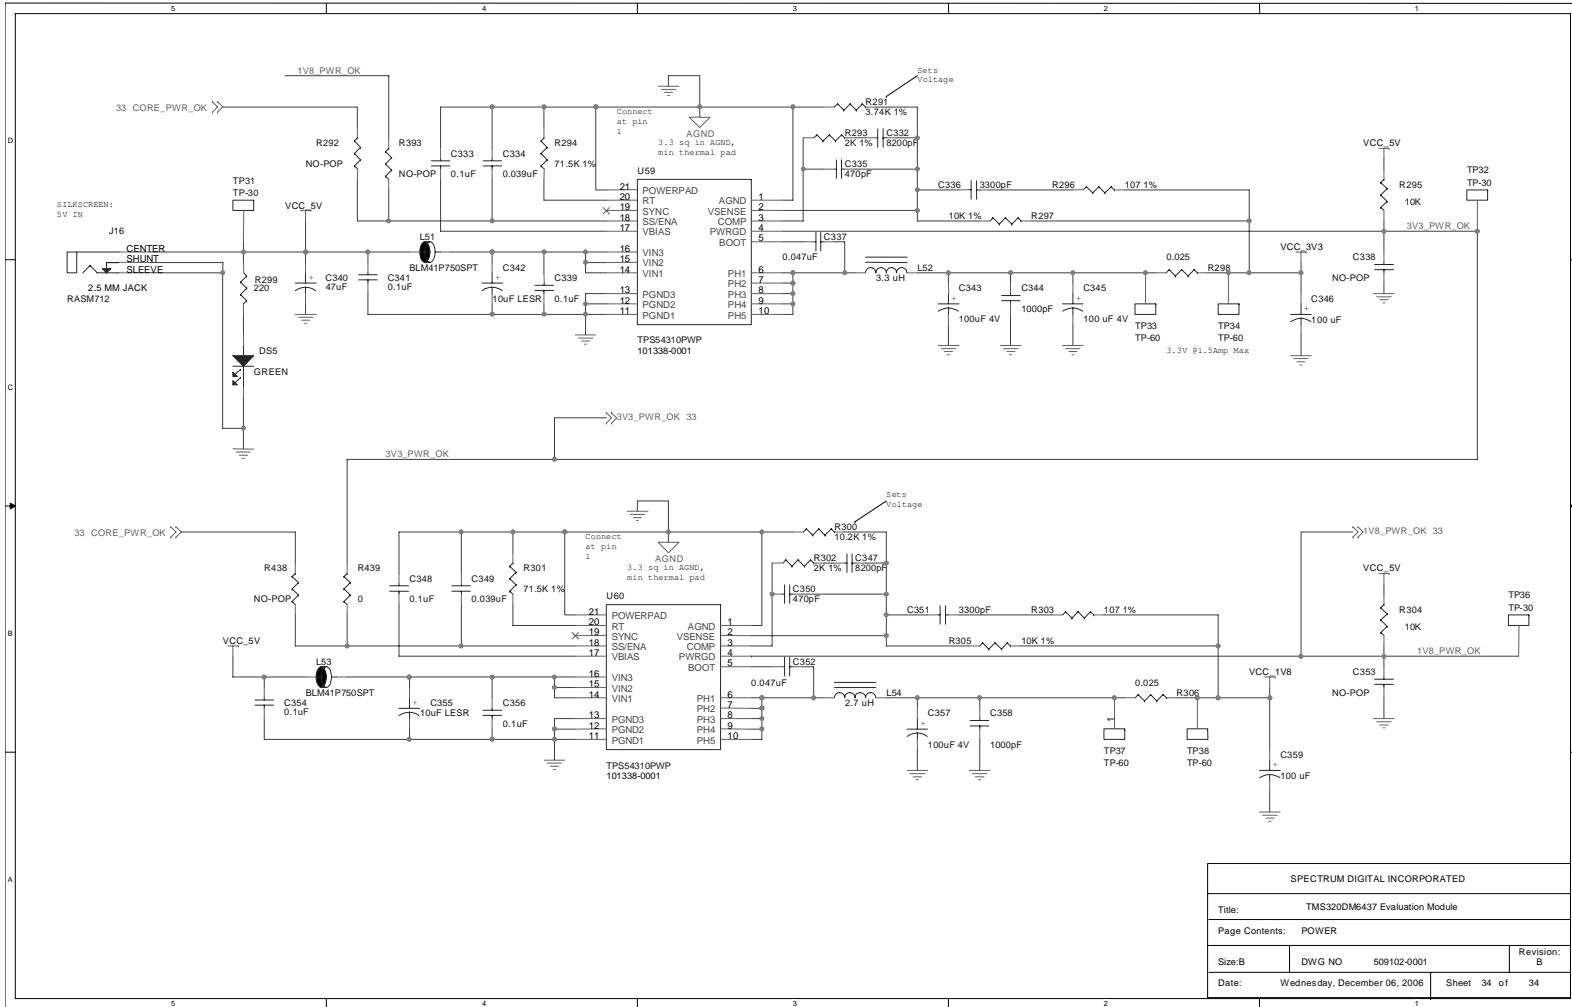 5 4 3 2 1
D
C
B
A
1V8_PWR_OK
33 CORE_PWR_OK
R292
NO-POP
R393
NO-POP
C333
0.1uF
C334
0.039uF
R294
71.5K 1%
Connect
at pin
1
AGND
3.3 sq in AGND,
min thermal pad
Sets
Voltage
R291
3.74K 1%
R293
2K 1%
C332
8200pF
C335
470pF
C336
3300pF
R296
107 1%
10K 1%
R297
VCC_5V
R295
10K
TP32
TP-30
3V3_PWR_OK
C338
NO-POP
SILKSCREEN:
5V IN
J16
CENTER
SHUNT
SLEEVE
2.5 MM JACK
RASM712
TP31
TP-30
VCC_5V
R299
220
DS5
GREEN
C340
47uF
C341
0.1uF
L51
BLM41P750SPT
C342
10uF LESR
C339
0.1uF
U59
21 POWERPAD
20 RT
19 SYNC
18 SS/ENA
17 VBIAS
16 VIN3
15 VIN2
14 VIN1
13 PGND3
12 PGND2
11 PGND1
AGND 1
VSENSE 2
COMP 3
PWRGD 4
BOOT 5
PH1 6
PH2 7
PH3 8
PH4 9
PH5 10
TPS54310PWP
101338-0001
C337
0.047uF
L52
3.3 uH
C343
100uF 4V
C344
1000pF
C345
100 uF 4V
0.025
R298
TP33
TP-60
TP34
TP-60
3.3V @1.5Amp Max
VCC_3V3
C346
100 uF
3V3_PWR_OK 33
3V3_PWR_OK
33 CORE_PWR_OK
R438
NO-POP
R439
0
C348
0.1uF
C349
0.039uF
R301
71.5K 1%
Connect
at pin
1
AGND
3.3 sq in AGND,
min thermal pad
Sets
Voltage
R300
10.2K 1%
R302
2K 1%
C347
8200pF
C350
470pF
C351
3300pF
R303
107 1%
R305
10K 1%
1V8_PWR_OK 33
VCC_5V
R304
10K
TP36
TP-30
1V8_PWR_OK
C353
NO-POP
VCC_5V
L53
BLM41P750SPT
C354
0.1uF
C355
10uF LESR
C356
0.1uF
U60
21 POWERPAD
20 RT
19 SYNC
18 SS/ENA
17 VBIAS
16 VIN3
15 VIN2
14 VIN1
13 PGND3
12 PGND2
11 PGND1
AGND 1
VSENSE 2
COMP 3
PWRGD 4
BOOT 5
PH1 6
PH2 7
PH3 8
PH4 9
PH5 10
TPS54310PWP
101338-0001
C352
0.047uF
L54
2.7 uH
C357
100uF 4V
C358
1000pF
0.025
R306
TP37
TP-60
TP38
TP-60
VCC_1V8
C359
100 uF
SPECTRUM DIGITAL INCORPORATED
Title: TMS320DM6437 Evaluation Module
Page Contents: POWER
Size:B DWG NO 509102-0001 Revision:
B
Date: Wednesday, December 06, 2006 Sheet 34 of 34
5 4 3 2 1